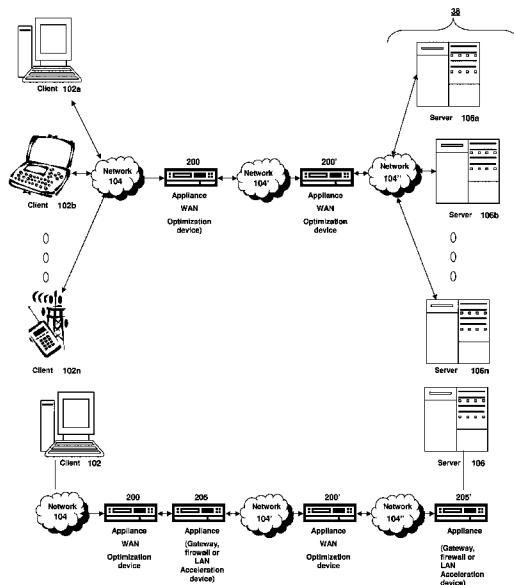 38
Client 102a
Server 106a
Network
104
200
Network
104'
200'
Network
104''
Client 102b
Appliance
WAN
Optimization
device)
Appliance
WAN
Optimization
device
Server 106b
Client 102n
Server 106n
Client 102
Server 106
Network
104
200
Appliance
WAN
Optimization
device
205
Appliance
(Gateway,
firewall or
LAN
Acceleration
device)
Network
104'
200'
Appliance
WAN
Optimization
device
Network
104''
205'
Appliance
(Gateway,
firewall or
LAN
Acceleration
device)